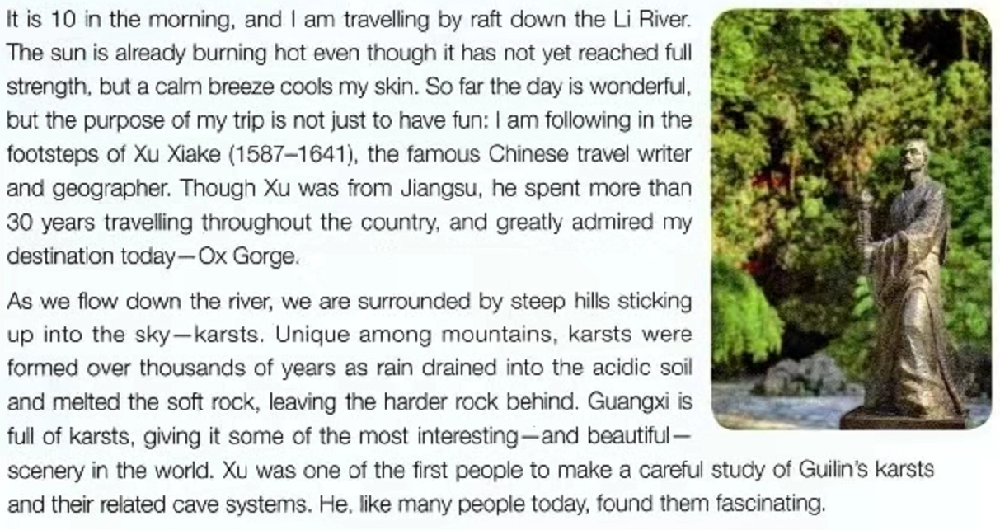 It is 10 in the morning, and I am travelling by raft down the Li River.
The sun is already burning hot even though it has not yet reached full
strength, but a calm breeze cools my skin. So far the day is wonderful,
but the purpose of my trip is not just to have fun: I am following in the
footsteps of Xu Xiake (1587–1641), the famous Chinese travel writer
and geographer. Though Xu was from Jiangsu, he spent more than
30 years travelling throughout the country, and greatly admired my
destination today—Ox Gorge.
As we flow down the river, we are surrounded by steep hills sticking
up into the sky—karsts. Unique among mountains, karsts were
formed over thousands of years as rain drained into the acidic soil
and melted the soft rock, leaving the harder rock behind. Guangxi is
full of karsts, giving it some of the most interesting—and beautiful—
scenery in the world. Xu was one of the first people to make a careful study of Guilin's karsts
and their related cave systems. He, like many people today, found them fascinating.